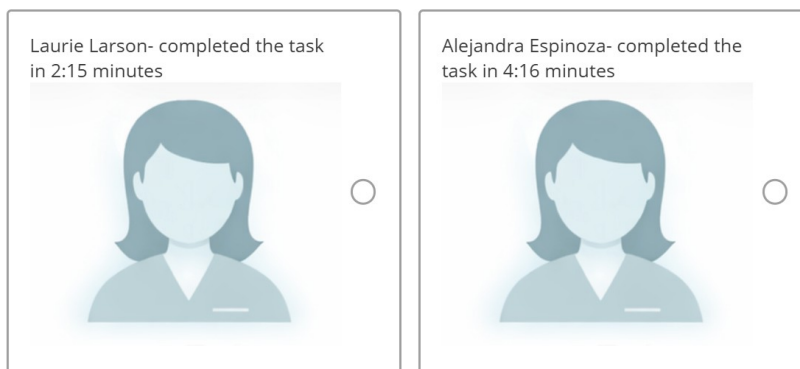 Laurie Larson- completed the task
in 2:15 minutes
Alejandra Espinoza- completed the
task in 4:16 minutes